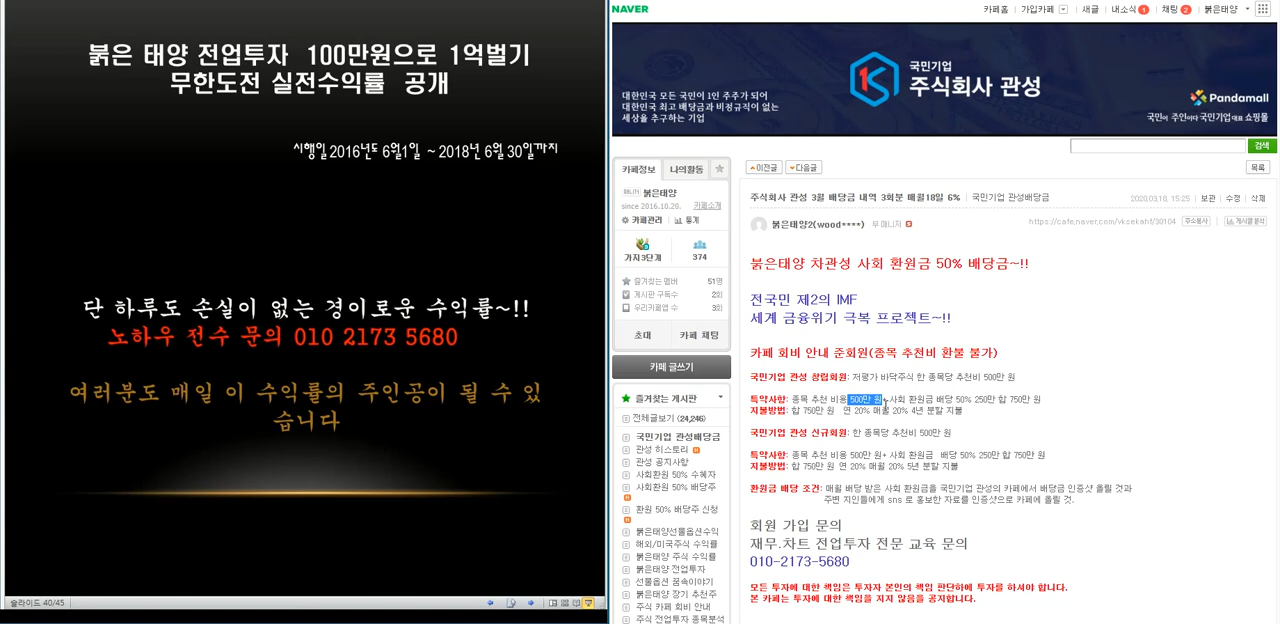 붉은 태양 전업투자 100만원으로 1억벌기
무한도전 실전수익률 공개
시행일2016년도 6월1일 ~2018년 6월30일까지
단 하루도 손실이 없는 경이로운 수익률~!!
노하우 전수 문의 010 2173 5680
여러분도 매일 이 수익률의 주인공이 될 수 있
습니다
슬라이드 40/45
NAVER
카페홈 가입카페 새글 내소식 1 채팅 2 붉은태양
대한민국 모든 국민이 1인 주주가 되어
대한민국 최고 배당금과 비정규직이 없는
세상을 추구하는 기업
국민기업
주식회사 관성
Pandamall
국민이 주인이다 국민기업대표 쇼핑몰
검색
카페정보 나의활동
매니저 붉은태양
since 2016.10.28. 카페소개
카페관리 통계
가지3단계 374
즐겨찾는 멤버 51명
게시판 구독수 2회
우리카페앱 수 3회
초대 카페 채팅
카페 글쓰기
즐겨찾는 게시판
전체글보기 (24,246)
국민기업 관성배당금
관성 히스토리
관성 공지사항
사회환원 50% 수혜자
사회환원 50% 배당주
환원 50% 배당주 신청
붉은태양선물옵션수익
해외/미국주식 수익률
붉은태양 주식 수익률
붉은태양 전업투자
선물옵션 꿈속이야기
붉은태양 장기 추천주
주식 카페 회비 안내
주식 전업투자 종목분석
이전글 다음글 목록
주식회사 관성 3월 배당금 내역 3회분 매월18일 6% 국민기업 관성배당금 2020.03.18. 15:25 보관 수정 삭제
붉은태양2(wood****) 부매니저 https://cafe.naver.com/vksekahf/30104 주소복사 게시글 분석
붉은태양 차관성 사회 환원금 50% 배당금~!!
전국민 제2의 IMF
세계 금융위기 극복 프로젝트~!!
카페 회비 안내 준회원(종목 추천비 환불 불가)
국민기업 관성 창립회원: 저평가 바닥주식 한 종목당 추천비 500만 원
특약사항: 종목 추천 비용 500만 원+사회 환원금 배당 50% 250만 합 750만 원
지불방법: 합 750만 원 연 20% 매월 20% 4년 분할 지불
국민기업 관성 신규회원: 한 종목당 추천비 500만 원
특약사항: 종목 추천 비용 500만 원+ 사회 환원금 배당 50% 250만 합 750만 원
지불방법: 합 750만 원 연 20% 매월 20% 5년 분할 지불
환원금 배당 조건: 매월 배당 받은 사회 환원금을 국민기업 관성의 카페에서 배당금 인증샷 올릴 것과
주변 지인들에게 sns 로 홍보한 자료를 인증샷으로 카페에 올릴 것.
회원 가입 문의
재무.차트 전업투자 전문 교육 문의
010-2173-5680
모든 투자에 대한 책임은 투자자 본인의 책임 판단하에 투자를 하셔야 합니다.
본 카페는 투자에 대한 책임을 지지 않음을 공지합니다.